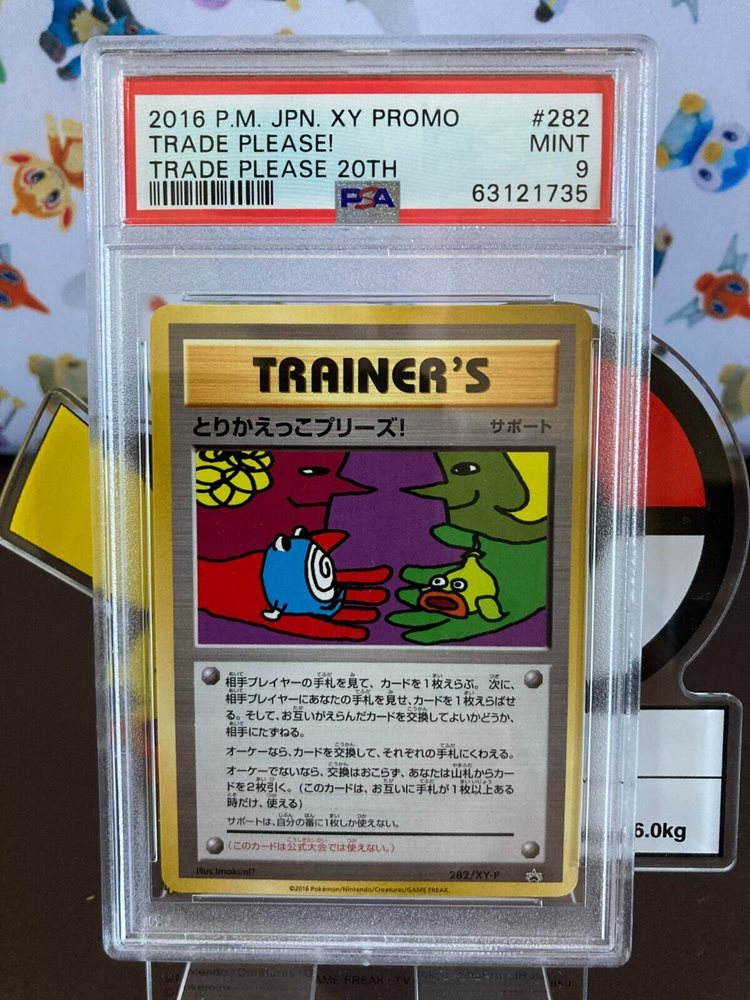 2016 P.M. JPN. XY PROMO #282
TRADE PLEASE! MINT
TRADE PLEASE 20TH 9
PSA 63121735
TRAINER'S
とりかえっこプリーズ! サポート
相手プレイヤーの手札を見て、カードを1枚えらぶ。次に、
相手プレイヤーにあなたの手札を見せ、カードを1枚えらばせ
る。そして、お互いがえらんだカードを交換してよいかどうか、
相手にたずねる。
オーケーなら、カードを交換して、それぞれの手札にくわえる。
オーケーでないなら、交換はおこらず、あなたは山札からカー
ドを2枚引く。(このカードは、お互いに手札が1枚以上ある
時だけ、使える)
サポートは、自分の番に1枚しか使えない。
(このカードは公式大会では使えない。)
Illus.Imakuni? 282/XY-P
©2016 Pokémon/Nintendo/Creatures/GAME FREAK.
6.0kg
GAME FREAK